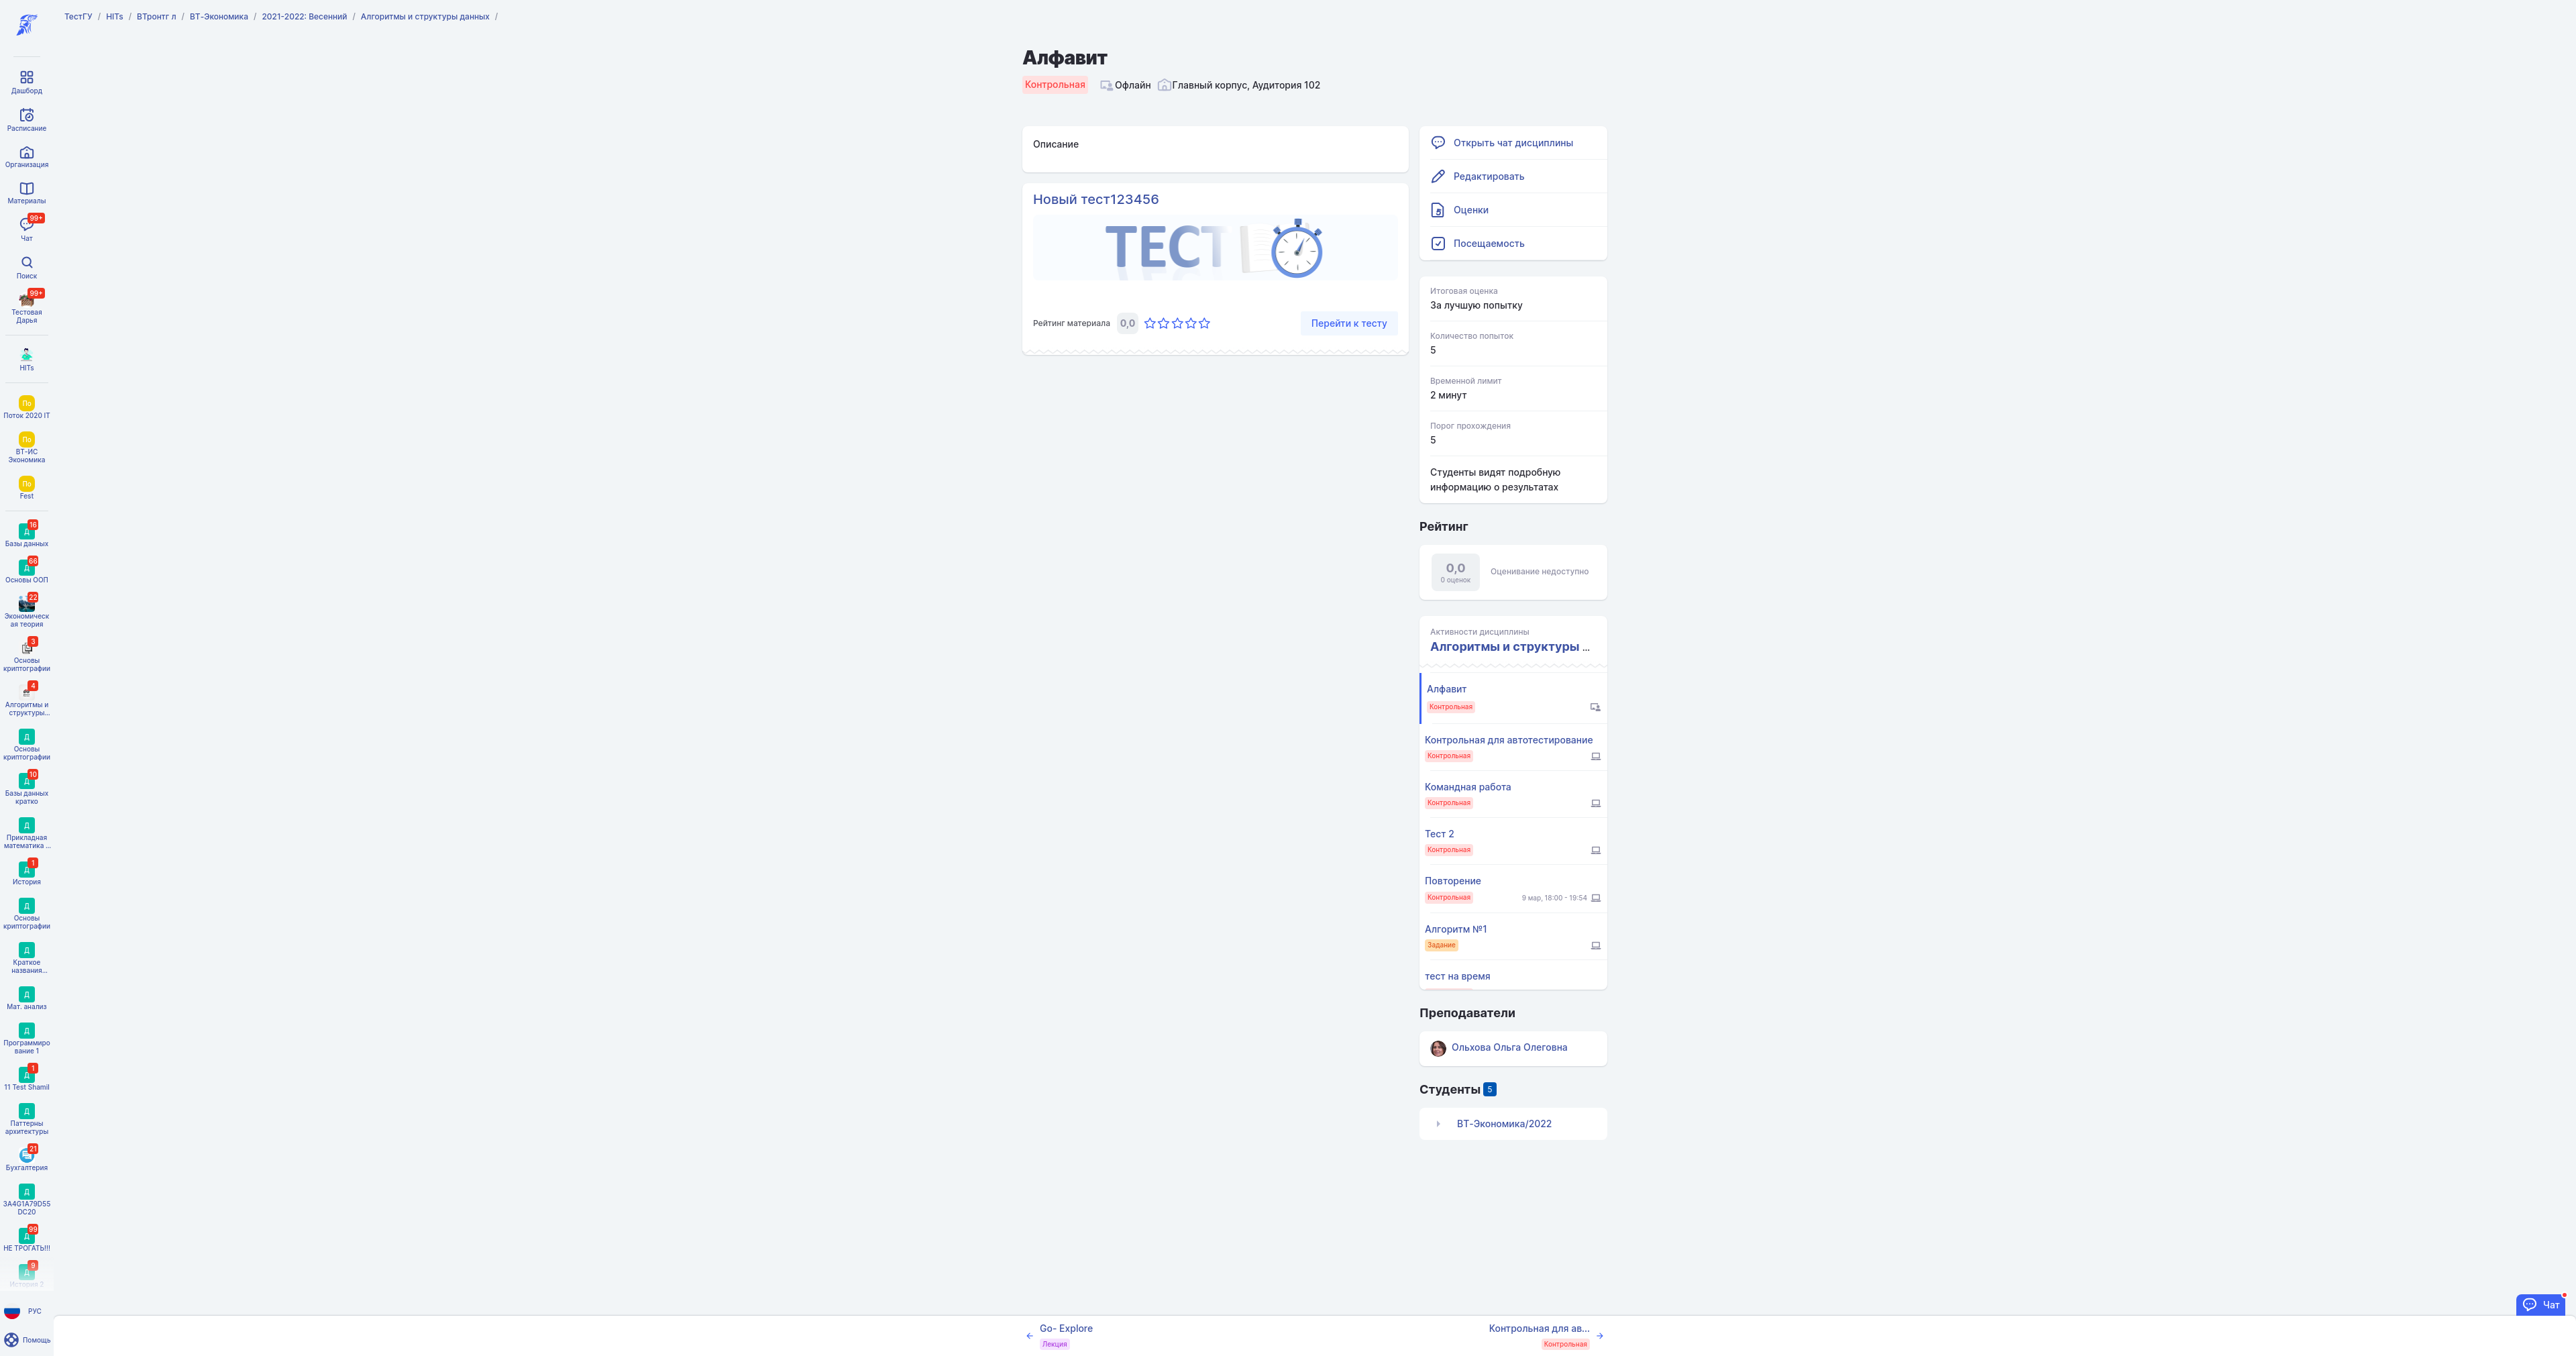 ТестГУ / HITs / ВТронтг л / ВТ-Экономика / 2021-2022: Весенний / Алгоритмы и структуры данных /
Дашборд
Расписание
Организация
Материалы
99+
Чат
Поиск
99+
Тестовая
Дарья
HITs
По
Поток 2020 IT
По
ВТ-ИС
Экономика
По
Fest
16
Д
Базы данных
66
Д
Основы ООП
22
Экономическ
ая теория
3
Основы
криптографии
4
Алгоритмы и
структуры...
Д
Основы
криптографии
10
Д
Базы данных
кратко
Д
Прикладная
математика ...
1
Д
История
Д
Основы
криптографии
Д
Краткое
названия...
Д
Мат. анализ
Д
Программиро
вание 1
1
Д
11 Test Shamil
Д
Паттерны
архитектуры
21
Бухгалтерия
Д
3A4G1A79D55
DC20
99
Д
НЕ ТРОГАТЬ!!!
9
Д
История 2
РУС
Помощь
Алфавит
Контрольная Офлайн Главный корпус, Аудитория 102
Описание
Новый тест123456
ТЕСТ
Рейтинг материала 0,0 Перейти к тесту
Открыть чат дисциплины
Редактировать
Оценки
Посещаемость
Итоговая оценка
За лучшую попытку
Количество попыток
5
Временной лимит
2 минут
Порог прохождения
5
Студенты видят подробную
информацию о результатах
Рейтинг
0,0
0 оценок
Оценивание недоступно
Активности дисциплины
Алгоритмы и структуры ...
Алфавит
Контрольная
Контрольная для автотестирование
Контрольная
Командная работа
Контрольная
Тест 2
Контрольная
Повторение
Контрольная 9 мар, 18:00 - 19:54
Алгоритм №1
Задание
тест на время
Преподаватели
Ольхова Ольга Олеговна
Студенты 5
ВТ-Экономика/2022
Чат
Go- Explore
Лекция
Контрольная для ав...
Контрольная